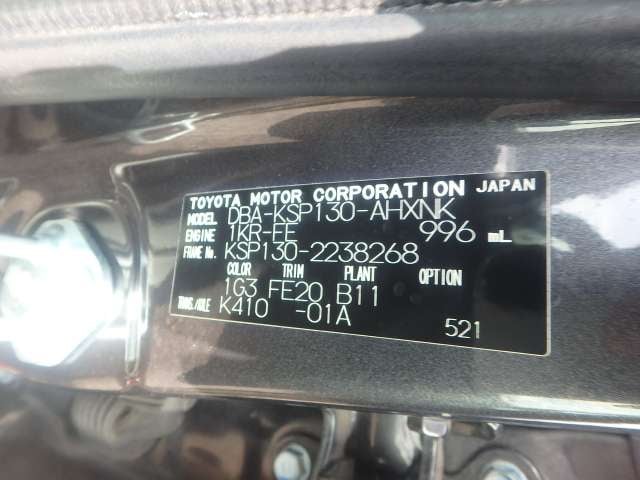 TOYOTA MOTOR CORPORATION JAPAN
MODEL DBA-KSP130-AHXNK
ENGINE 1KR-FE 996 mL
FRAME No. KSP130-2238268
COLOR TRIM PLANT OPTION
1G3 FE20 B11
TRANS./AXLE K410 -01A
521